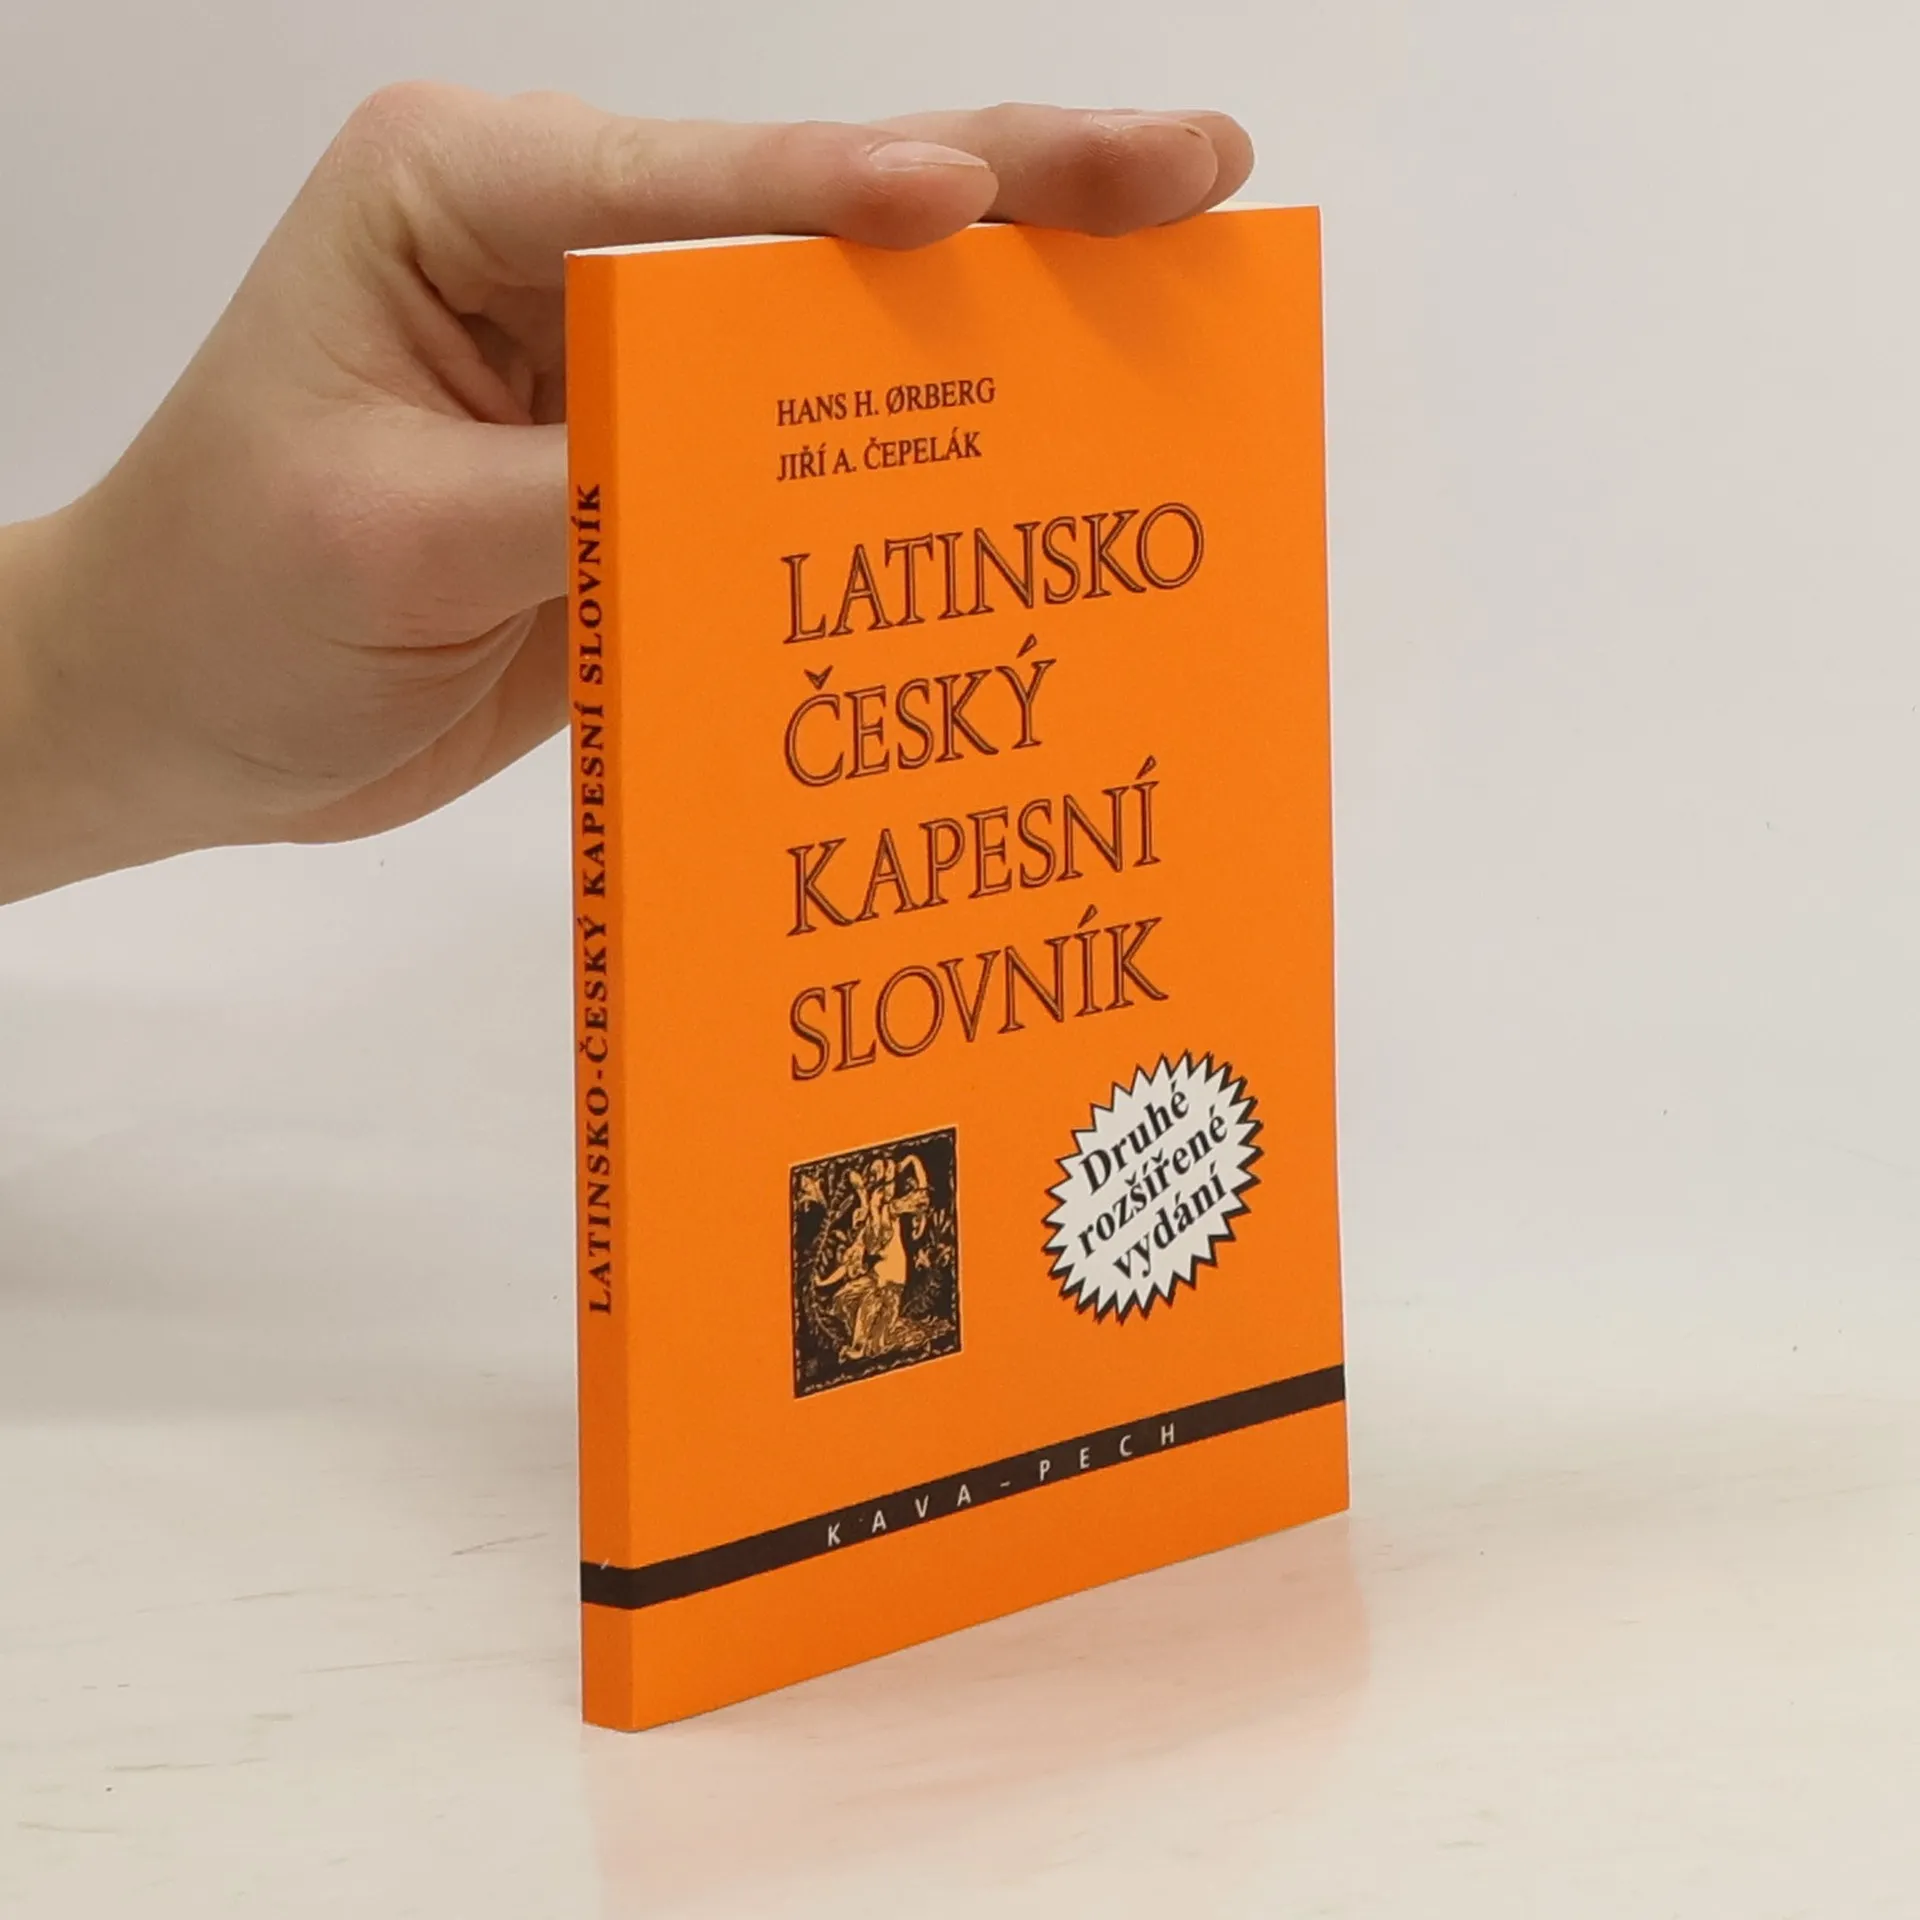 HANS H. ØRBERG
JIŘÍ A. ČEPELÁK
LATINSKO
ČESKÝ
KAPESNÍ
SLOVNÍK
Druhé
rozšířené
vydání
KAVA-PECH
LATINSKO-ČESKÝ KAPESNÍ SLOVNÍK